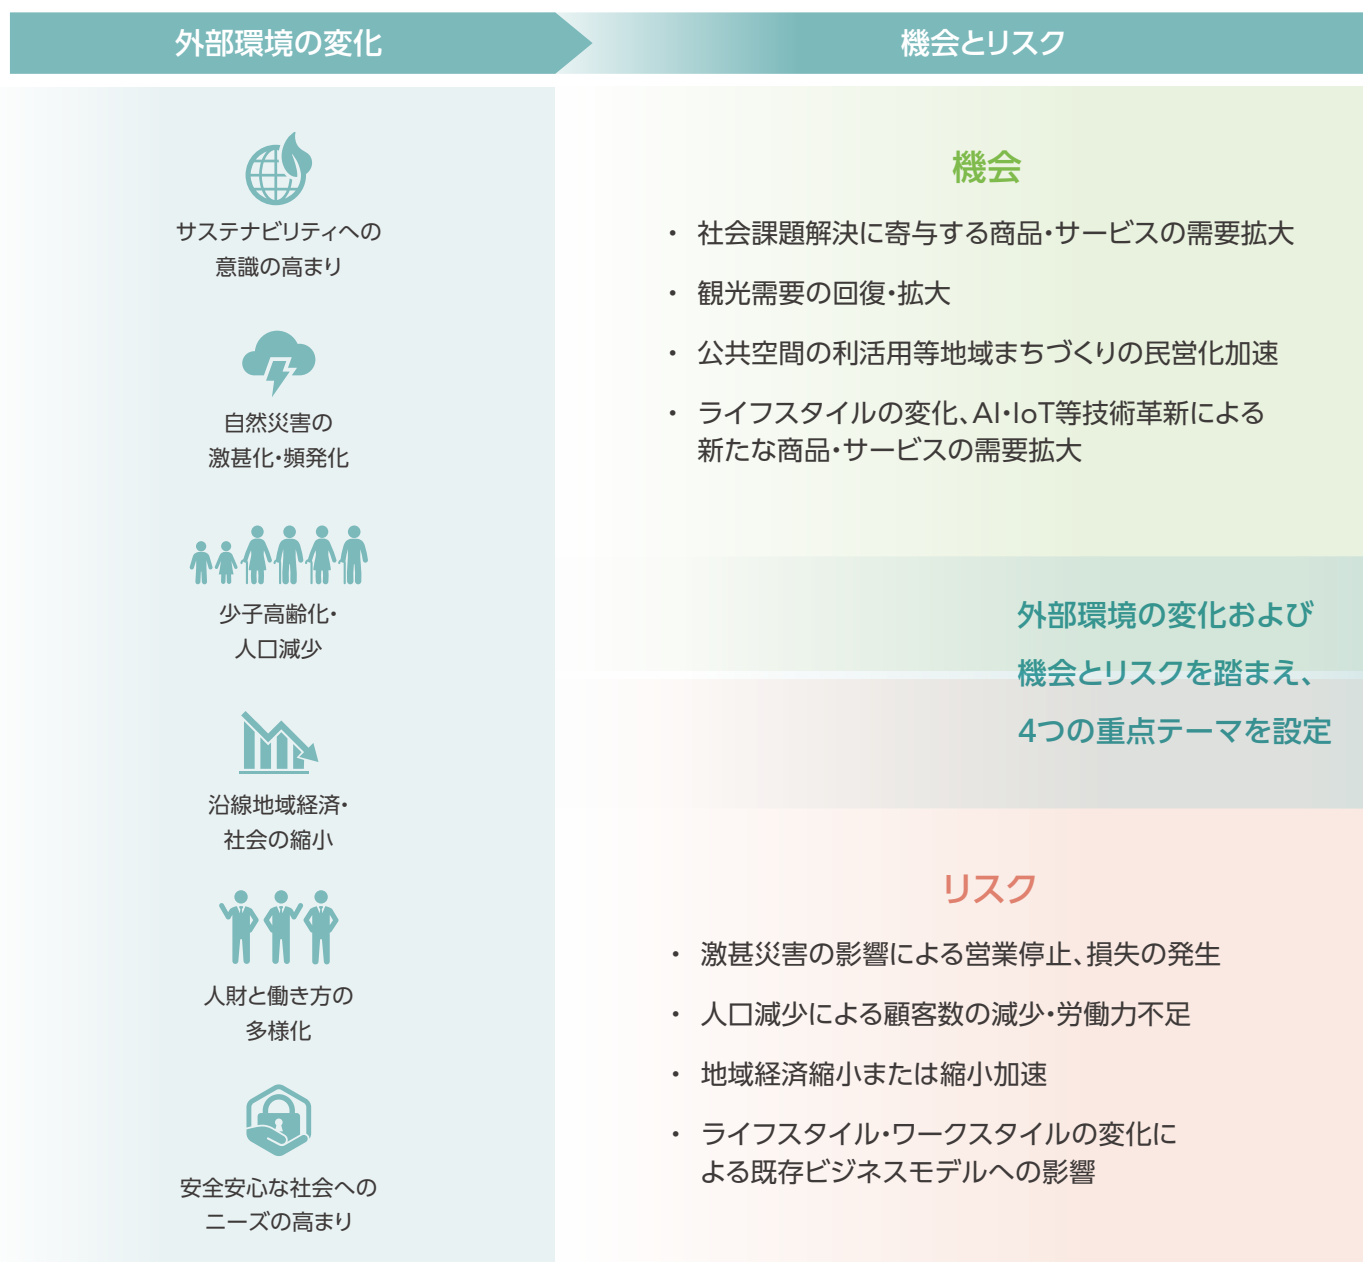 外部環境の変化
機会とリスク
サステナビリティへの
意識の高まり
自然災害の
激甚化・頻発化
少子高齢化・
人口減少
沿線地域経済・
社会の縮小
人財と働き方の
多様化
安全安心な社会への
ニーズの高まり
機会
・ 社会課題解決に寄与する商品・サービスの需要拡大
・ 観光需要の回復・拡大
・ 公共空間の利活用等地域まちづくりの民営化加速
・ ライフスタイルの変化、AI・IoT等技術革新による
新たな商品・サービスの需要拡大
外部環境の変化および
機会とリスクを踏まえ、
4つの重点テーマを設定
リスク
・ 激甚災害の影響による営業停止、損失の発生
・ 人口減少による顧客数の減少・労働力不足
・ 地域経済縮小または縮小加速
・ ライフスタイル・ワークスタイルの変化に
よる既存ビジネスモデルへの影響